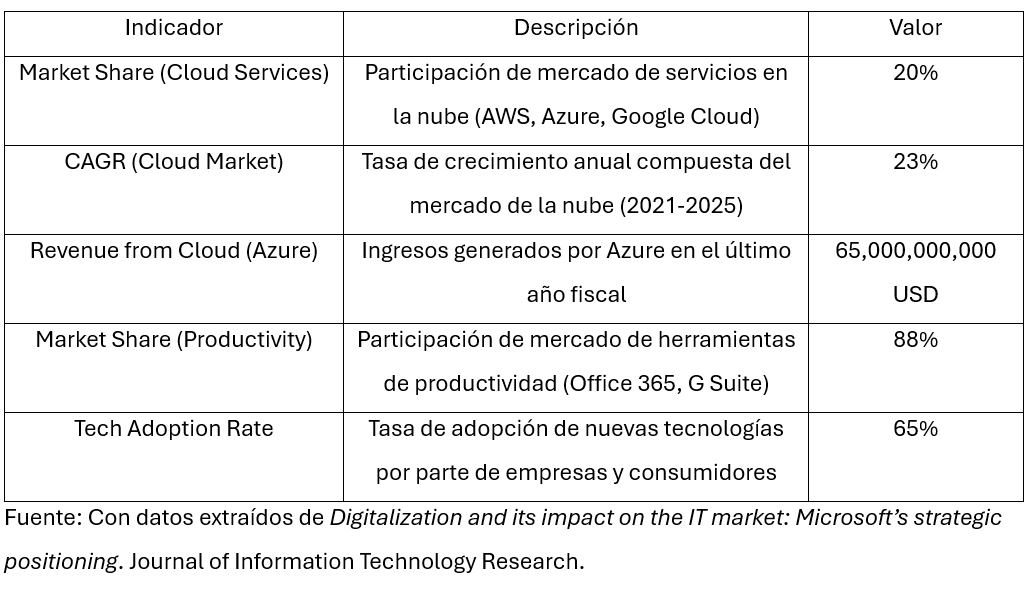 Indicador Descripción Valor
Market Share (Cloud Services) Participación de mercado de servicios en 20%
la nube (AWS, Azure, Google Cloud)
CAGR (Cloud Market) Tasa de crecimiento anual compuesta del 23%
mercado de la nube (2021-2025)
Revenue from Cloud (Azure) Ingresos generados por Azure en el último 65,000,000,000
año fiscal USD
Market Share (Productivity) Participación de mercado de herramientas 88%
de productividad (Office 365, G Suite)
Tech Adoption Rate Tasa de adopción de nuevas tecnologías 65%
por parte de empresas y consumidores
Fuente: Con datos extraídos de Digitalization and its impact on the IT market: Microsoft’s strategic
positioning. Journal of Information Technology Research.